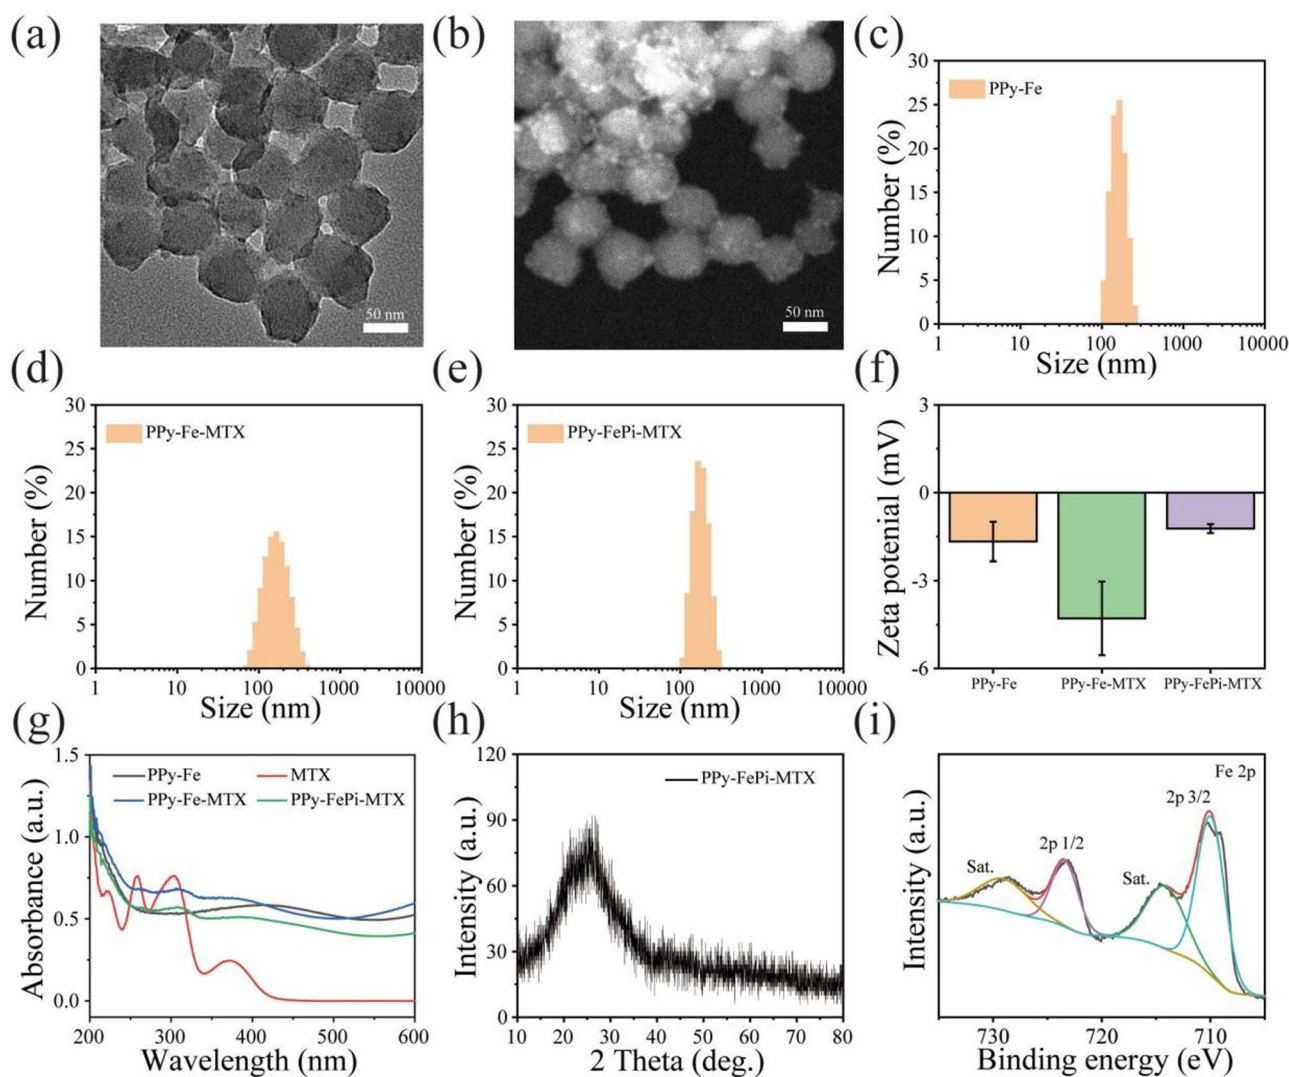 (a)
50 nm
(b)
50 nm
(c)
30
25
20
15
10
5
0
Number (%)
PPy-Fe
1 10 100 1000 10000
Size (nm)
(d)
30
25
20
15
10
5
0
Number (%)
PPy-Fe-MTX
1 10 100 1000 10000
Size (nm)
(e)
30
25
20
15
10
5
0
Number (%)
PPy-FePi-MTX
1 10 100 1000 10000
Size (nm)
(f)
3
0
-3
-6
Zeta potenial (mV)
PPy-Fe PPy-Fe-MTX PPy-FePi-MTX
(g)
1.5
1.0
0.5
0.0
Absorbance (a.u.)
PPy-Fe MTX
PPy-Fe-MTX PPy-FePi-MTX
200 300 400 500 600
Wavelength (nm)
(h)
120
90
60
30
0
Intensity (a.u.)
PPy-FePi-MTX
10 20 30 40 50 60 70 80
2 Theta (deg.)
(i)
Fe 2p
2p 3/2
2p 1/2
Sat.
Sat.
Intensity (a.u.)
730 720 710
Binding energy (eV)